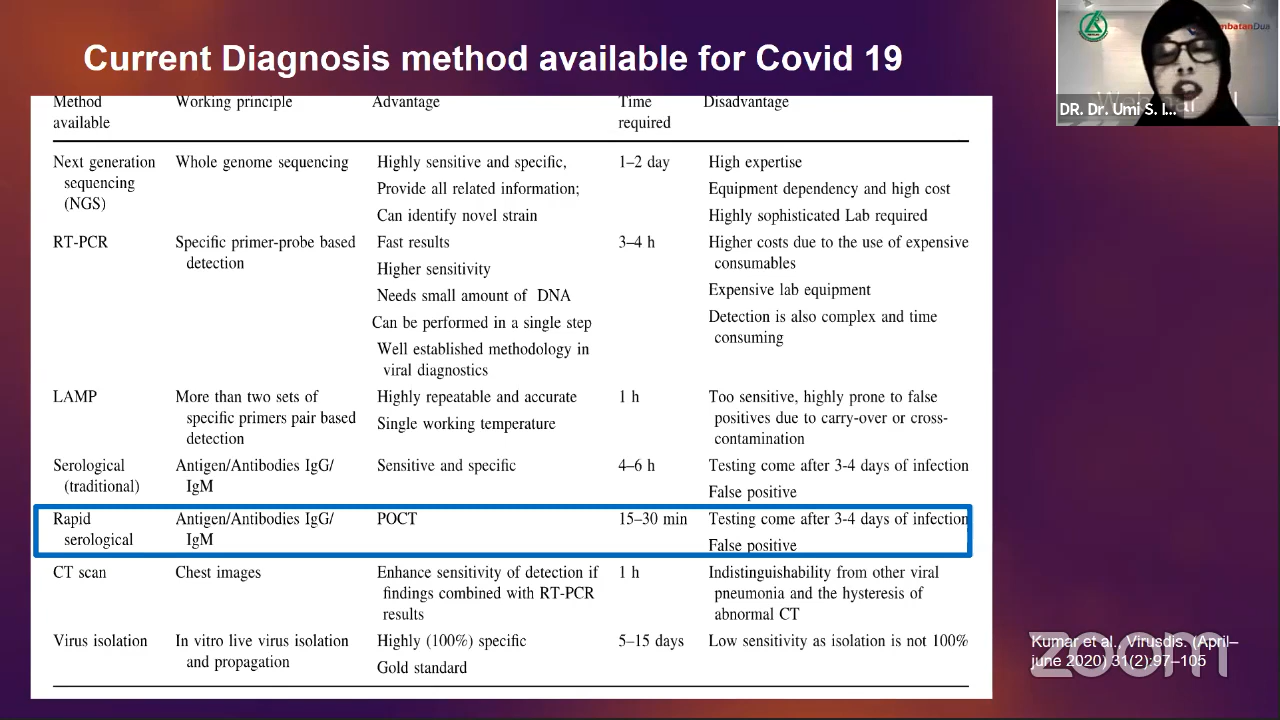 Current Diagnosis method available for Covid 19
Method available | Working principle | Advantage | Time required | Disadvantage
Next generation sequencing (NGS) | Whole genome sequencing | Highly sensitive and specific, | 1–2 day | High expertise
Provide all related information; | Equipment dependency and high cost
Can identify novel strain | Highly sophisticated Lab required
RT-PCR | Specific primer-probe based detection | Fast results | 3–4 h | Higher costs due to the use of expensive consumables
Higher sensitivity | Expensive lab equipment
Needs small amount of DNA | Detection is also complex and time consuming
Can be performed in a single step
Well established methodology in viral diagnostics
LAMP | More than two sets of specific primers pair based detection | Highly repeatable and accurate | 1 h | Too sensitive, highly prone to false positives due to carry-over or cross-contamination
Single working temperature
Serological (traditional) | Antigen/Antibodies IgG/IgM | Sensitive and specific | 4–6 h | Testing come after 3-4 days of infection
False positive
Rapid serological | Antigen/Antibodies IgG/IgM | POCT | 15–30 min | Testing come after 3-4 days of infection
False positive
CT scan | Chest images | Enhance sensitivity of detection if findings combined with RT-PCR results | 1 h | Indistinguishability from other viral pneumonia and the hysteresis of abnormal CT
Virus isolation | In vitro live virus isolation and propagation | Highly (100%) specific | 5–15 days | Low sensitivity as isolation is not 100%
Gold standard
Kumar et al., Virusdis. (April–
june 2020) 31(2):97–105
zoom
DR. Dr. Umi S. I...